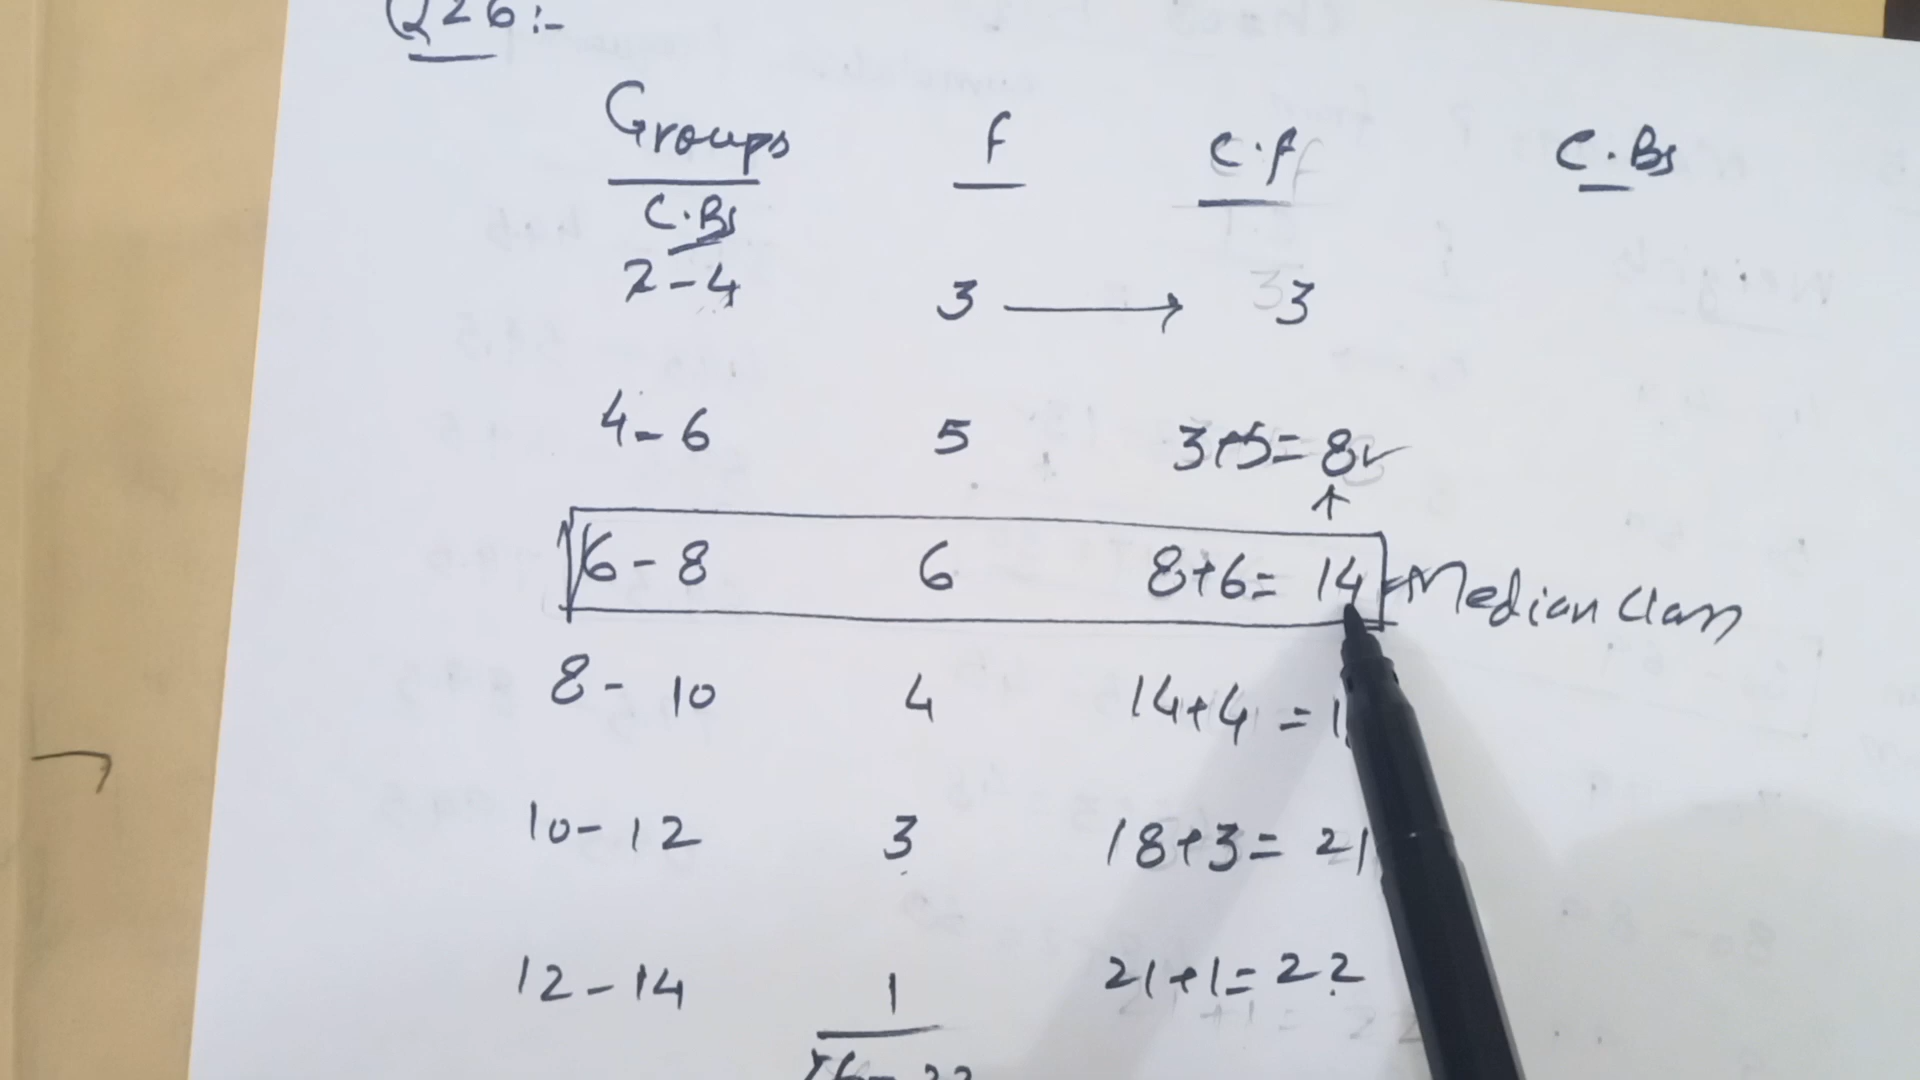 Q26:-
Groups f C.f C.Bs
C.Bs
2-4 3 → 3
4-6 5 3+5=8✓
6-8 6 8+6=14 Median Class
8-10 4 14+4=1
10-12 3 18+3=21
12-14 1 21+1=22